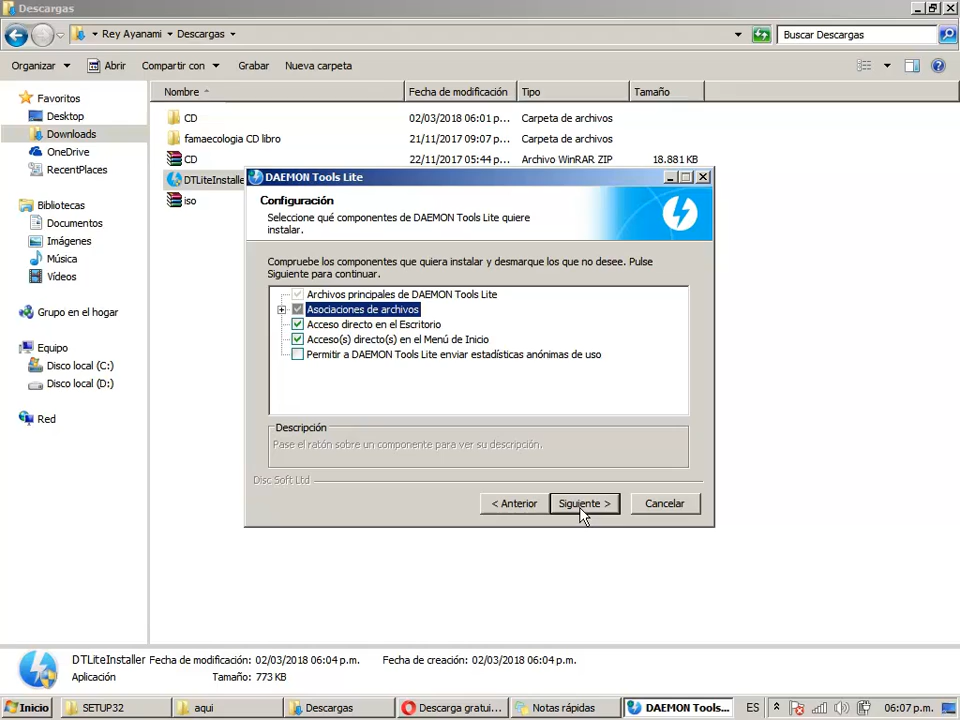 Descargas
Rey Ayanami Descargas
Buscar Descargas
Organizar Abrir Compartir con Grabar Nueva carpeta
Nombre Fecha de modificación Tipo Tamaño
Favoritos
Desktop
Downloads
OneDrive
RecentPlaces
Bibliotecas
Documentos
Imágenes
Música
Vídeos
Grupo en el hogar
Equipo
Disco local (C:)
Disco local (D:)
Red
CD 02/03/2018 06:01 p... Carpeta de archivos
famaecologia CD libro 21/11/2017 09:07 p... Carpeta de archivos
CD 22/11/2017 05:44 p... Archivo WinRAR ZIP 18.881 KB
DTLiteInstalle
iso
DAEMON Tools Lite
Configuración
Seleccione qué componentes de DAEMON Tools Lite quiere
instalar.
Compruebe los componentes que quiera instalar y desmarque los que no desee. Pulse
Siguiente para continuar.
Archivos principales de DAEMON Tools Lite
Asociaciones de archivos
Acceso directo en el Escritorio
Acceso(s) directo(s) en el Menú de Inicio
Permitir a DAEMON Tools Lite enviar estadísticas anónimas de uso
Descripción
Pase el ratón sobre un componente para ver su descripción.
Disc Soft Ltd
< Anterior Siguiente > Cancelar
DTLiteInstaller Fecha de modificación: 02/03/2018 06:04 p.m. Fecha de creación: 02/03/2018 06:04 p.m.
Aplicación Tamaño: 773 KB
Inicio SETUP32 aqui Descargas Descarga gratui... Notas rápidas DAEMON Tools... ES 06:07 p.m.